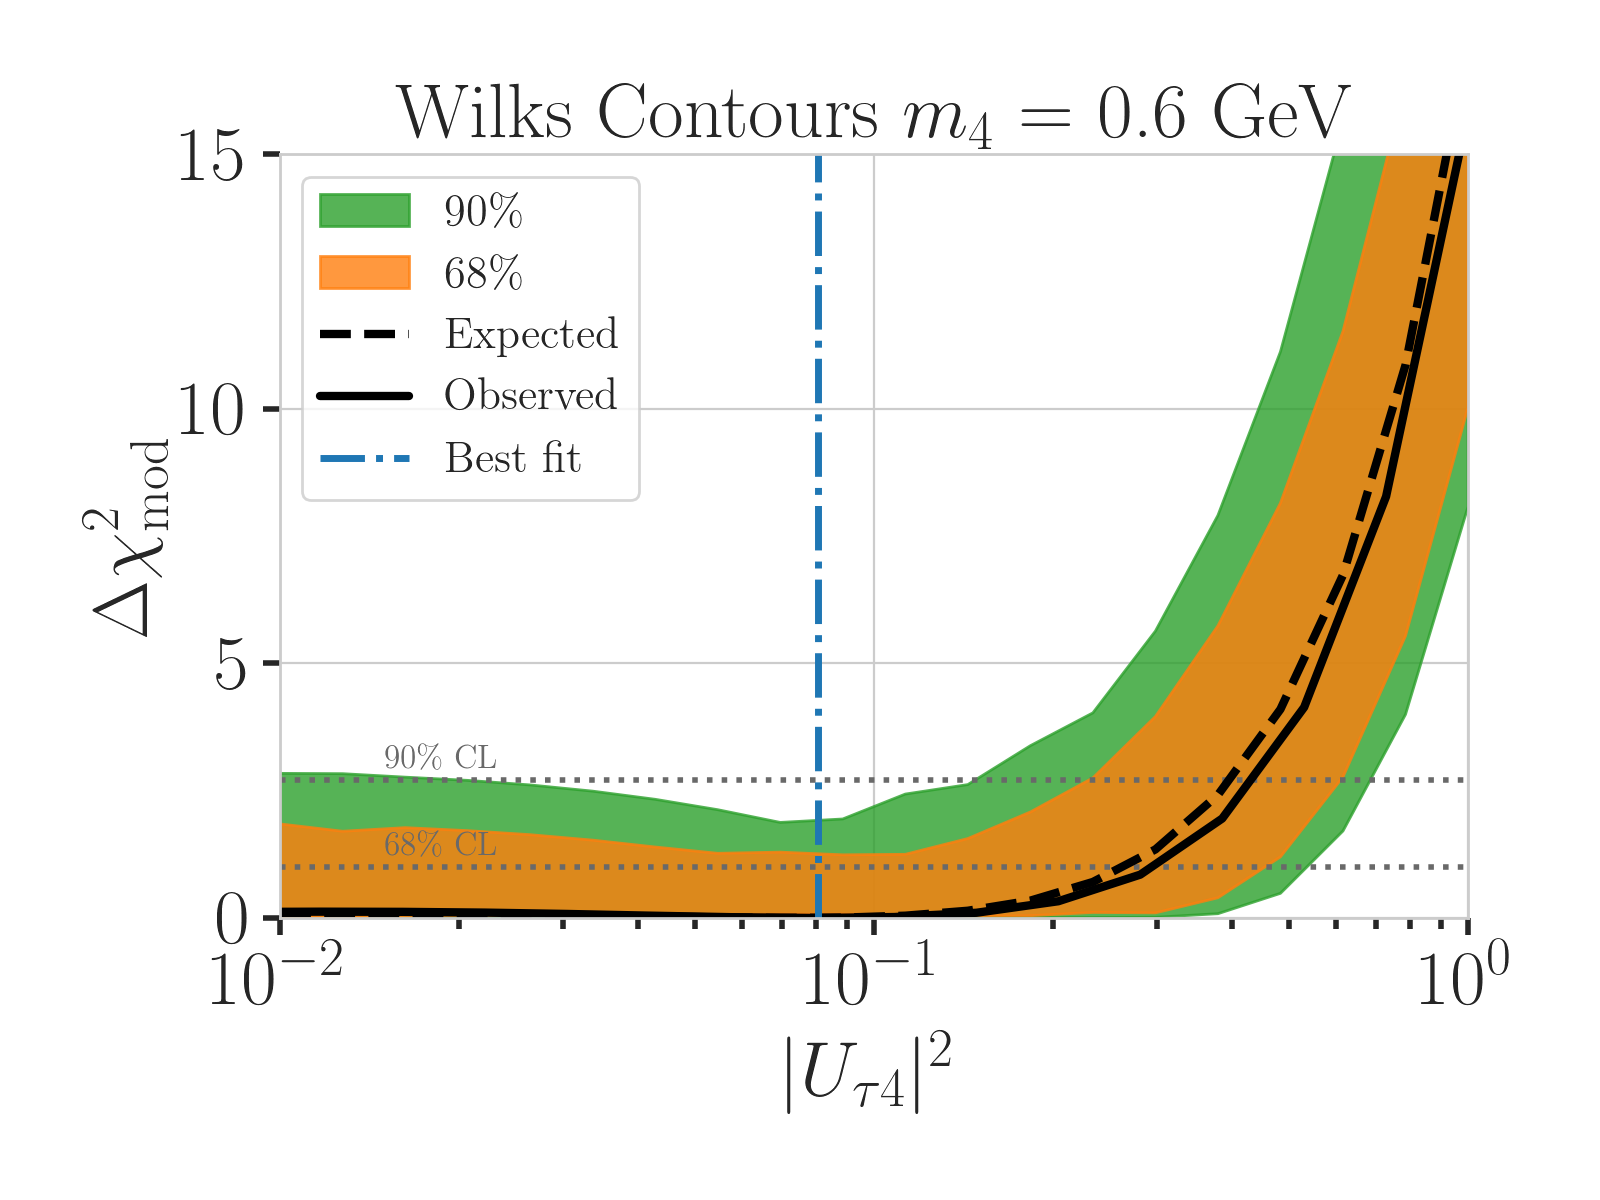 Wilks Contours m₄ = 0.6 GeV
15
10
5
0
Δχ²mod
90%
68%
Expected
Observed
Best fit
90% CL
68% CL
10⁻²
10⁻¹
10⁰
|Uτ4|²